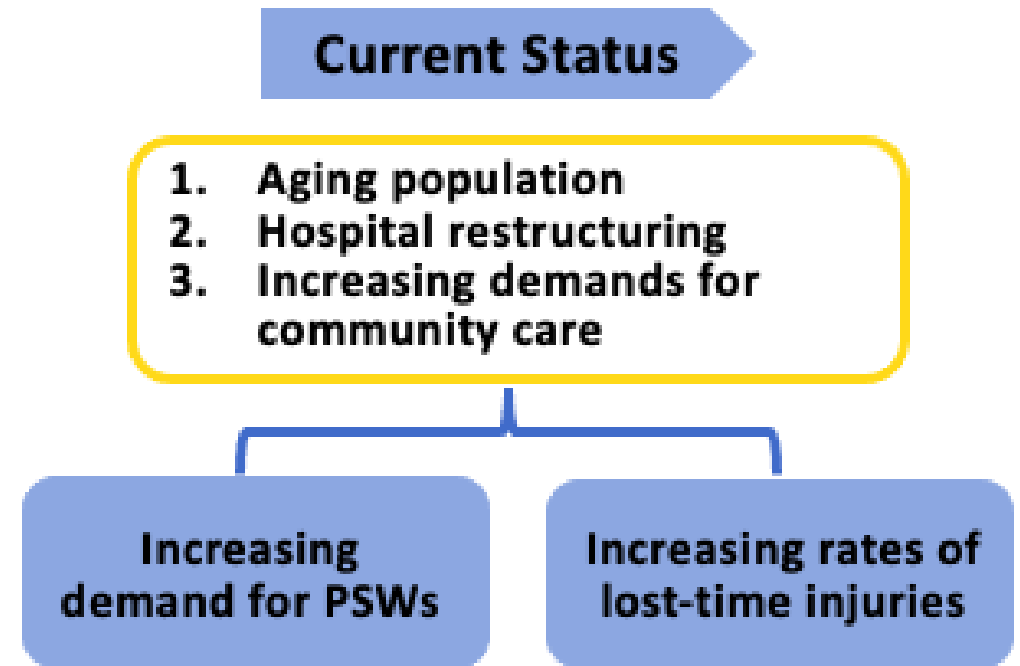 Current Status
1. Aging population
2. Hospital restructuring
3. Increasing demands for
community care
Increasing
demand for PSWs
Increasing rates of
lost-time injuries